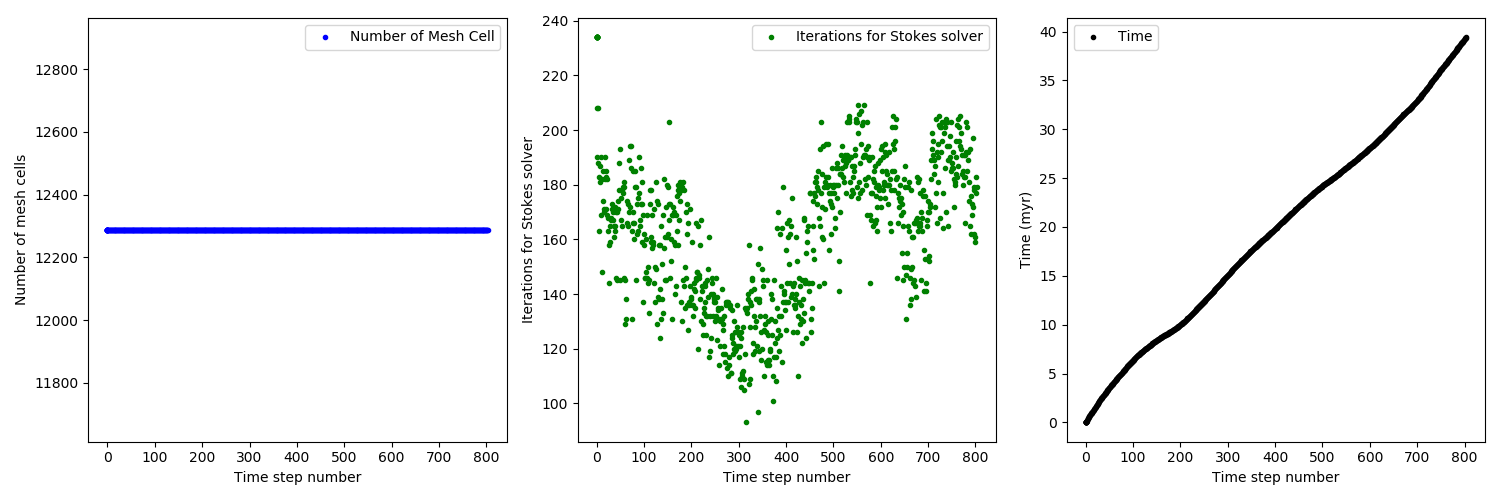 Number of Mesh Cell
Number of mesh cells
12800
12600
12400
12200
12000
11800
0 100 200 300 400 500 600 700 800
Time step number
Iterations for Stokes solver
Iterations for Stokes solver
240
220
200
180
160
140
120
100
0 100 200 300 400 500 600 700 800
Time step number
Time
Time (myr)
40
35
30
25
20
15
10
5
0
0 100 200 300 400 500 600 700 800
Time step number